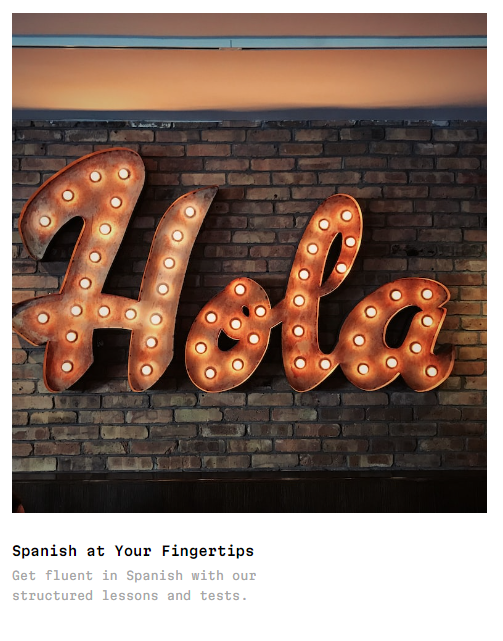 Hola
Spanish at Your Fingertips
Get fluent in Spanish with our
structured lessons and tests.